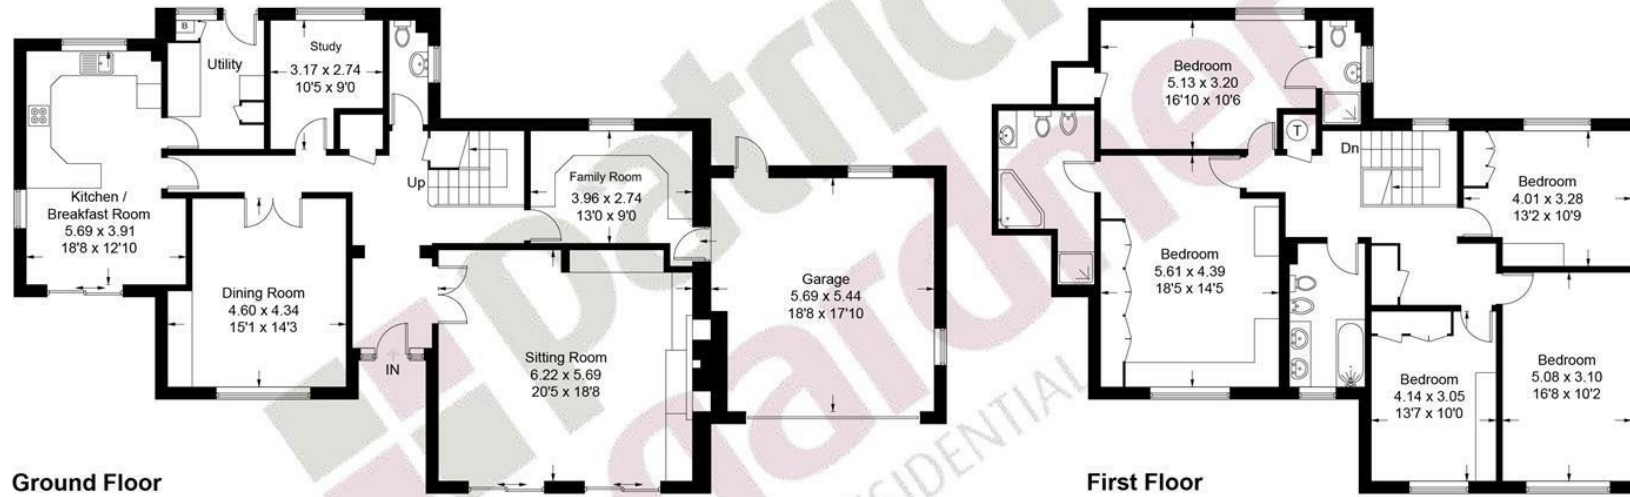 B
Utility
Study
3.17 x 2.74
10'5 x 9'0
Kitchen /
Breakfast Room
5.69 x 3.91
18'8 x 12'10
Dining Room
4.60 x 4.34
15'1 x 14'3
Up
IN
Family Room
3.96 x 2.74
13'0 x 9'0
Sitting Room
6.22 x 5.69
20'5 x 18'8
Garage
5.69 x 5.44
18'8 x 17'10
Ground Floor
Bedroom
5.13 x 3.20
16'10 x 10'6
T
Dn
Bedroom
4.01 x 3.28
13'2 x 10'9
Bedroom
5.61 x 4.39
18'5 x 14'5
Bedroom
4.14 x 3.05
13'7 x 10'0
Bedroom
5.08 x 3.10
16'8 x 10'2
First Floor
patric
gardner
RESIDENTIAL